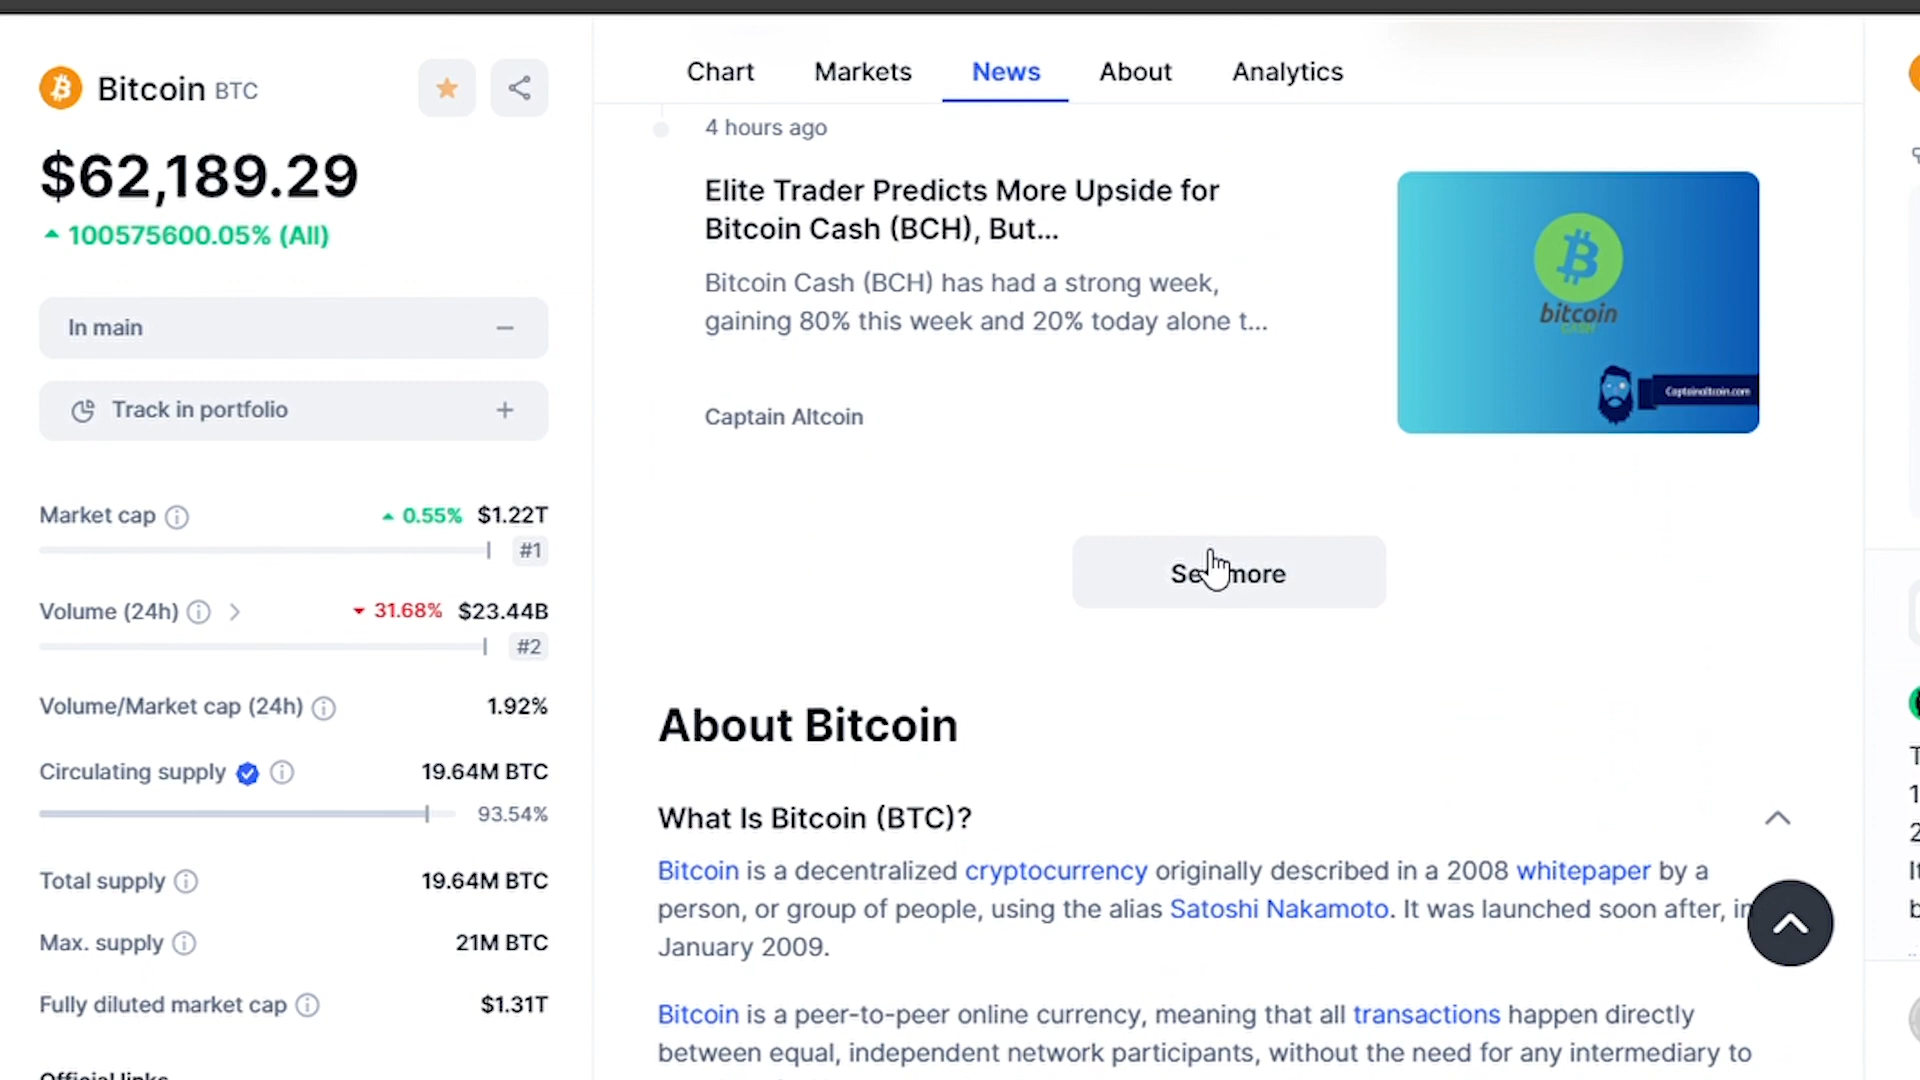 Bitcoin BTC
$62,189.29
100575600.05% (All)
In main
Track in portfolio
Market cap 0.55% $1.22T
#1
Volume (24h) 31.68% $23.44B
#2
Volume/Market cap (24h) 1.92%
Circulating supply 19.64M BTC
93.54%
Total supply 19.64M BTC
Max. supply 21M BTC
Fully diluted market cap $1.31T
Official links
Chart Markets News About Analytics
4 hours ago
Elite Trader Predicts More Upside for
Bitcoin Cash (BCH), But...
Bitcoin Cash (BCH) has had a strong week,
gaining 80% this week and 20% today alone t...
Captain Altcoin
bitcoin
CASH
Captainaltcoin.com
See more
About Bitcoin
What Is Bitcoin (BTC)?
Bitcoin is a decentralized cryptocurrency originally described in a 2008 whitepaper by a
person, or group of people, using the alias Satoshi Nakamoto. It was launched soon after, in
January 2009.
Bitcoin is a peer-to-peer online currency, meaning that all transactions happen directly
between equal, independent network participants, without the need for any intermediary to